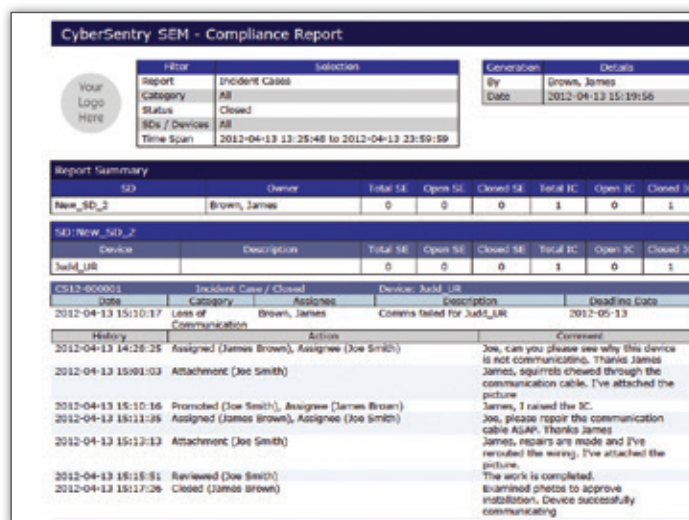 CyberSentry SEM - Compliance Report
Your
Logo
Here
Filter Selection
Report Incident Cases
Category All
Status Closed
SDs / Devices All
Time Span 2012-04-13 13:25:48 to 2012-04-13 23:59:59
Generation Details
By Brown, James
Date 2012-04-13 15:19:56
Report Summary
SD Owner Total SE Open SE Closed SE Total IC Open IC Closed
New_SD_2 Brown, James 0 0 0 1 0 1
SD:New_SD_2
Device Description Total SE Open SE Closed SE Total IC Open IC Closed
Judd_UR 0 0 0 1 0 1
CS12-000001 Incident Case / Closed Device: Judd_UR
Date Category Assignee Description Deadline Date
2012-04-13 15:10:17 Loss of Brown, James Comms failed for Judd_UR 2012-05-13
Communication
History Action Comment
2012-04-13 14:28:25 Assigned (James Brown), Assignee (Joe Smith) Joe, can you please see why this device
is not communicating. Thanks James
2012-04-13 15:01:03 Attachment (Joe Smith) James, squirrels chewed through the
communication cable. I've attached the
picture
2012-04-13 15:10:16 Promoted (Joe Smith), Assignee (James Brown) James, I raised the IC.
2012-04-13 15:11:35 Assigned (James Brown), Assignee (Joe Smith) Joe, please repair the communication
cable ASAP. Thanks James
2012-04-13 15:13:13 Attachment (Joe Smith) James, repairs are made and I've
rerouted the wiring. I've attached the
picture.
2012-04-13 15:15:51 Reviewed (Joe Smith) The work is completed.
2012-04-13 15:17:26 Closed (James Brown) Examined photos to approve
installation. Device successfully
communicating